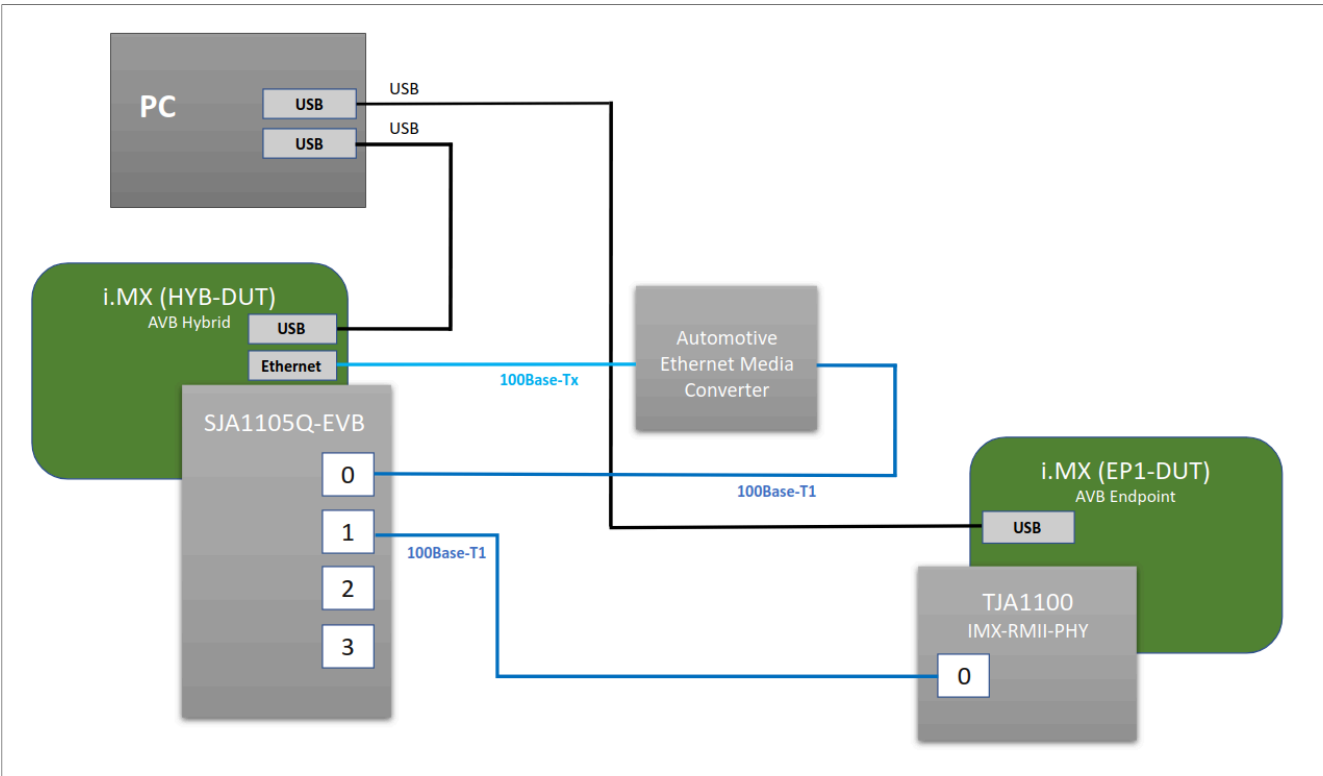 PC
USB
USB
USB
USB
i.MX (HYB-DUT)
AVB Hybrid
USB
Ethernet
100Base-Tx
Automotive
Ethernet Media
Converter
SJA1105Q-EVB
0
1
2
3
100Base-T1
100Base-T1
i.MX (EP1-DUT)
AVB Endpoint
USB
TJA1100
IMX-RMII-PHY
0